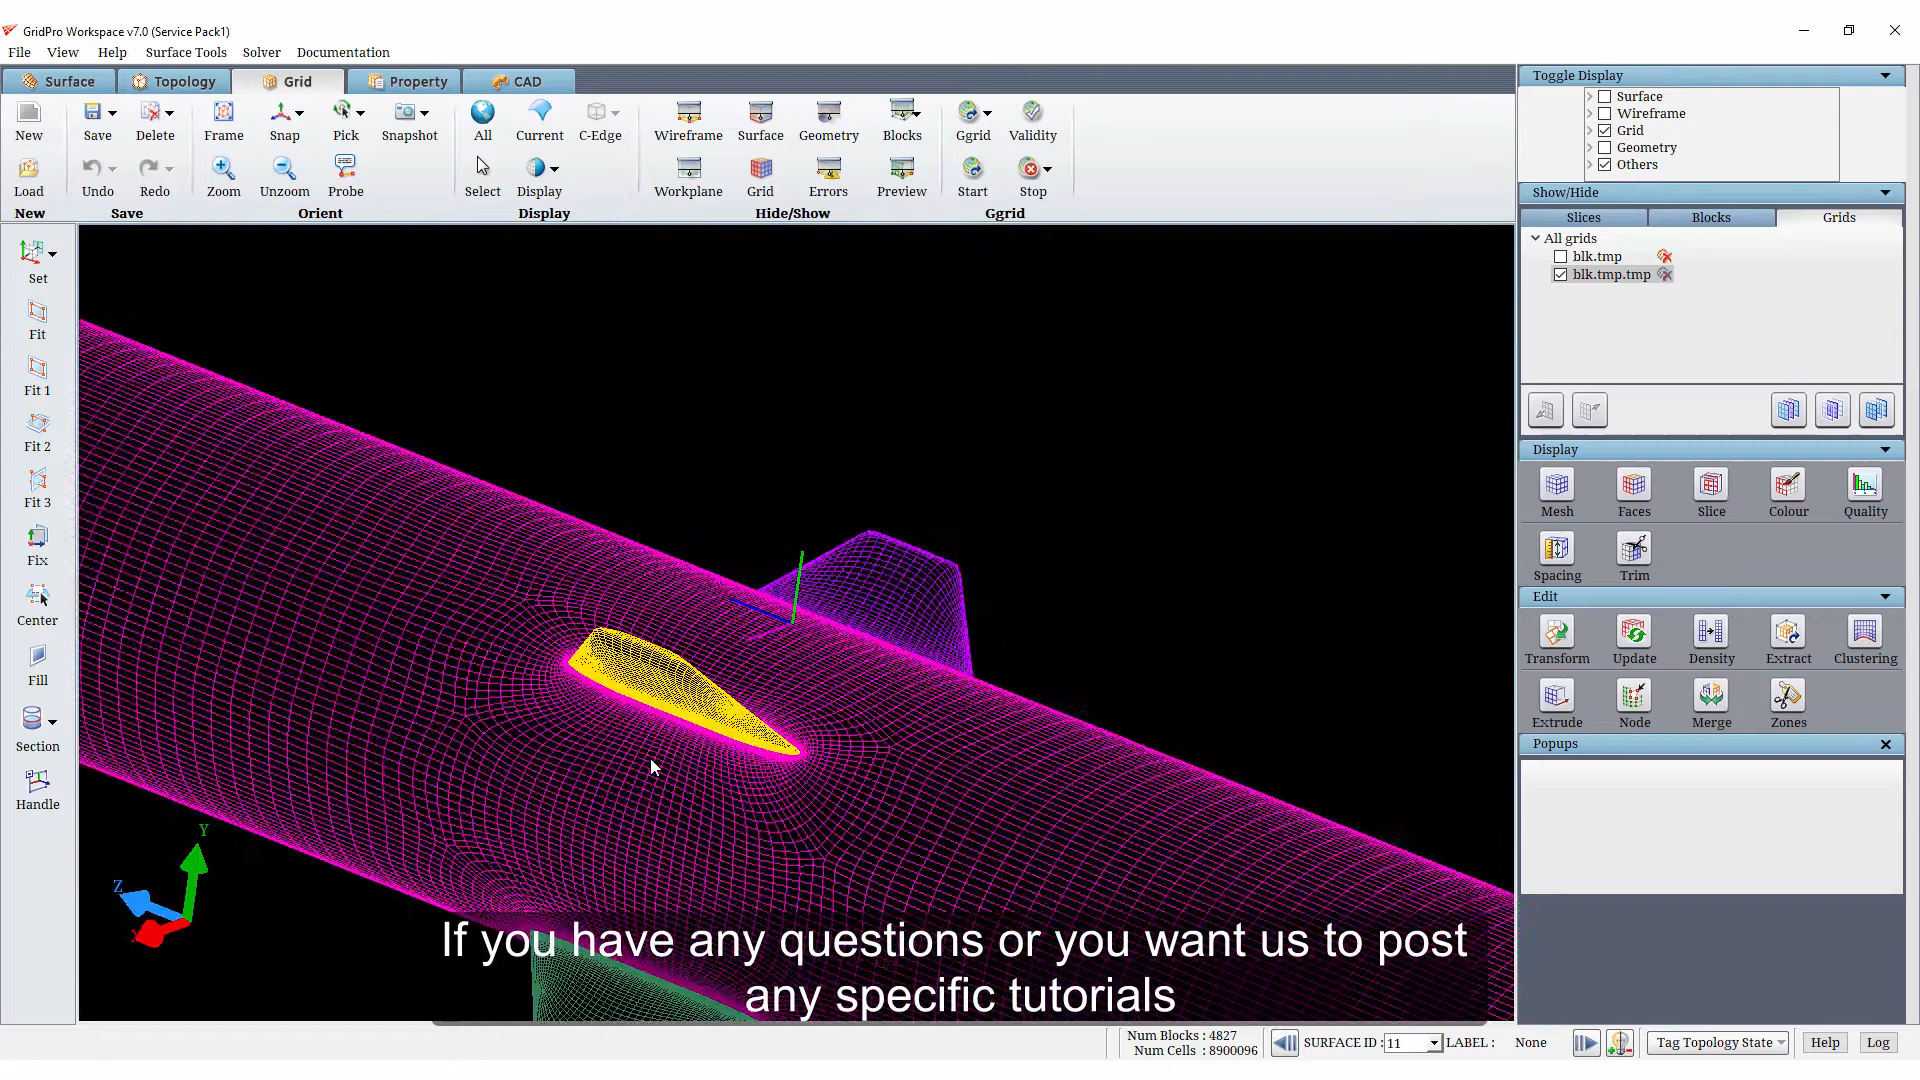 GridPro Workspace v7.0 (Service Pack1)
File View Help Surface Tools Solver Documentation
Surface Topology Grid Property CAD
New Save Delete Frame Snap Pick Snapshot All Current C-Edge Wireframe Surface Geometry Blocks Ggrid Validity
Load Undo Redo Zoom Unzoom Probe Select Display Workplane Grid Errors Preview Start Stop
New Save Orient Display Hide/Show Ggrid
Set
Fit
Fit 1
Fit 2
Fit 3
Fix
Center
Fill
Section
Handle
Y
Z
X
If you have any questions or you want us to post
any specific tutorials
Toggle Display
Surface
Wireframe
Grid
Geometry
Others
Show/Hide
Slices Blocks Grids
All grids
blk.tmp
blk.tmp.tmp
Display
Mesh Faces Slice Colour Quality
Spacing Trim
Edit
Transform Update Density Extract Clustering
Extrude Node Merge Zones
Popups
Num Blocks : 4827
Num Cells : 8900096
SURFACE ID : 11 LABEL : None Tag Topology State Help Log